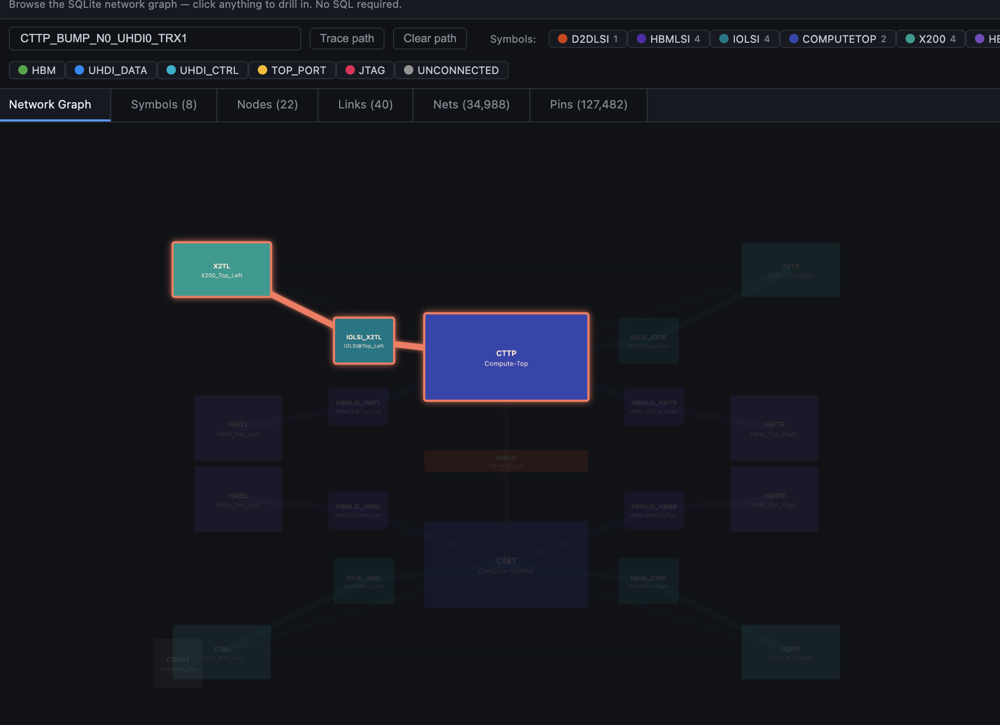 Browse the SQLite network graph — click anything to drill in. No SQL required.
CTTP_BUMP_N0_UHDI0_TRX1 Trace path Clear path Symbols: D2DLSI 1 HBMLSI 4 IOLSI 4 COMPUTETOP 2 X200 4
HBM UHDI_DATA UHDI_CTRL TOP_PORT JTAG UNCONNECTED
Network Graph Symbols (8) Nodes (22) Links (40) Nets (34,988) Pins (127,482)
X2TL
X200_Top_Left
X2TR
X200_Top_Right
IOLSI_X2TL
IOLSI@Top_Left
CTTP
Compute-Top
IOLSI_X2TR
IOLSI@Top_Right
HBMLSI_HMTL
HBMLSI@Top_Left
HBMLSI_HMTR
HBMLSI@Top_Right
HMTL
HBM_Top_Left
HMTR
HBM_Top_Right
D2DLSI
Die-to-Die_LSI
HMBL
HBM_Bot_Left
HBMLSI_HMBL
HBMLSI@Bot_Left
HBMLSI_HMBR
HBMLSI@Bot_Right
HMBR
HBM_Bot_Right
CTBT
Compute-Bottom
IOLSI_X2BL
IOLSI@Bot_Left
IOLSI_X2BR
IOLSI@Bot_Right
X2BL
X200_Bot_Left
CONST
Constant_Tie
X2BR
X200_Bot_Right